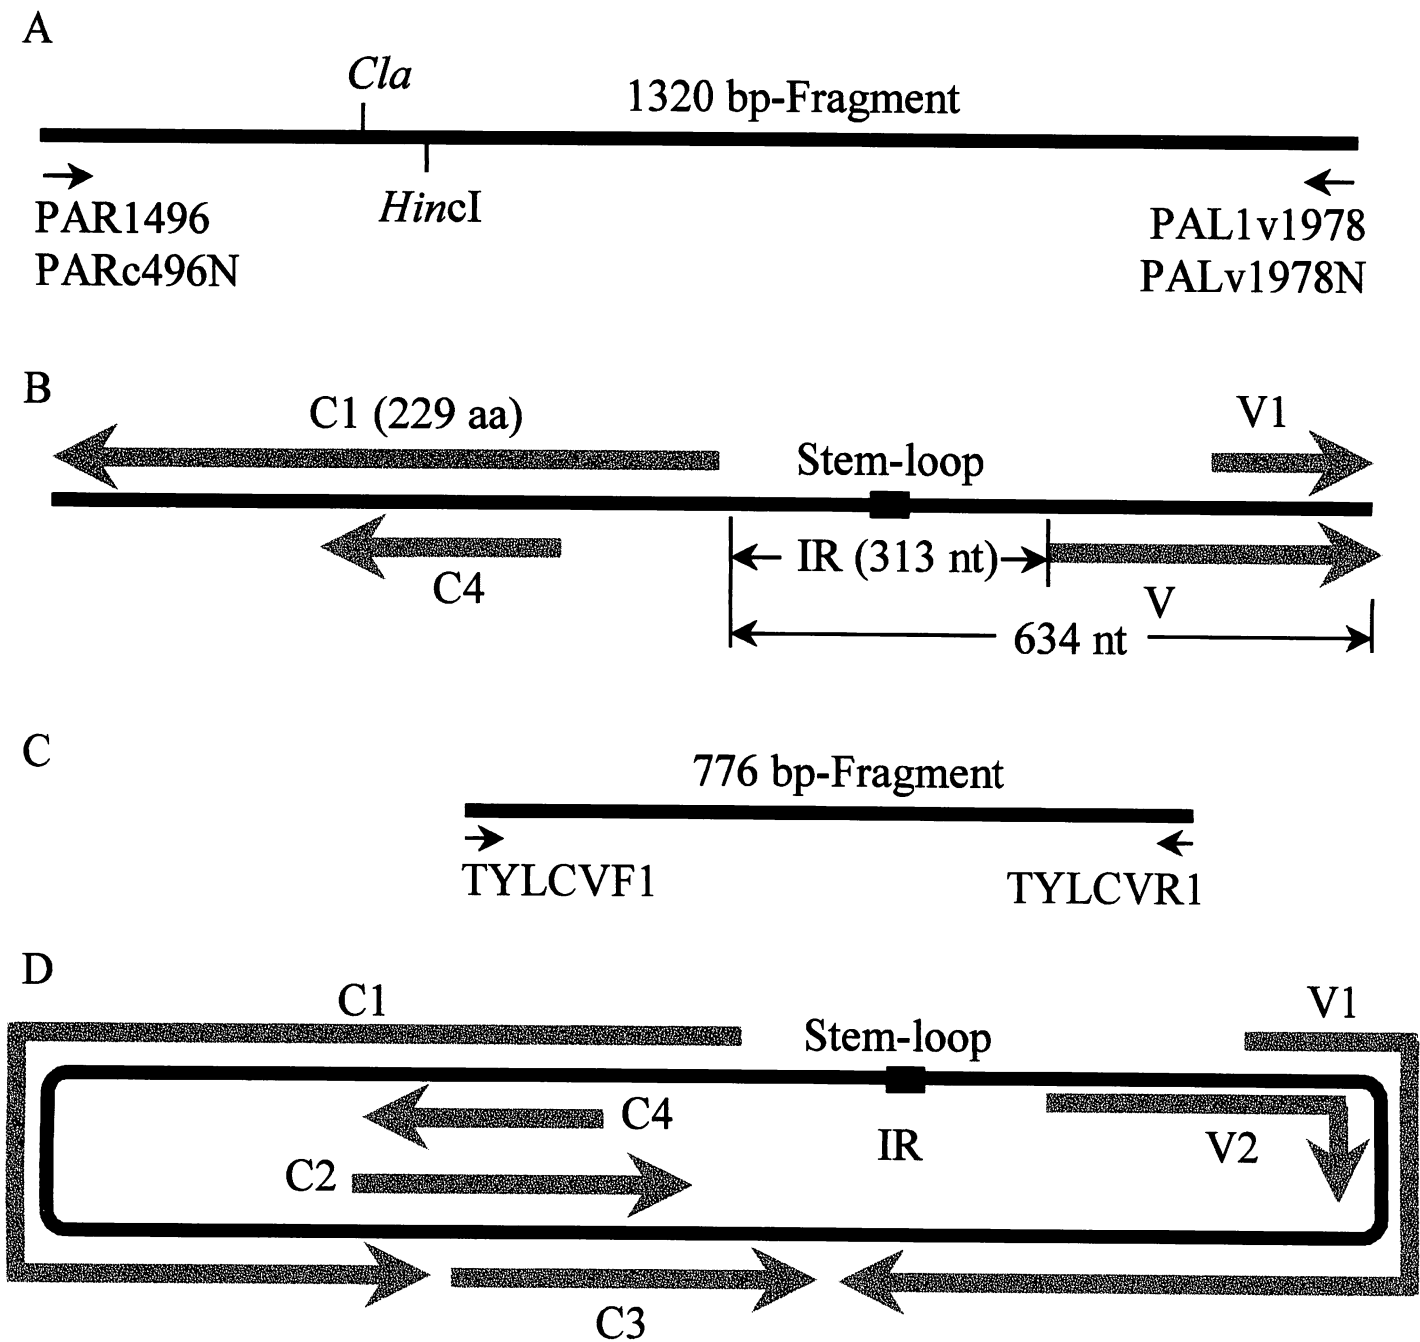 A
Cla
1320 bp-Fragment
HincI
PAR1496
PARc496N
PAL1v1978
PALv1978N
B
C1 (229 aa)
V1
Stem-loop
IR (313 nt)
C4
V
634 nt
C
776 bp-Fragment
TYLCVF1
TYLCVR1
D
C1
V1
Stem-loop
C4
IR
V2
C2
C3